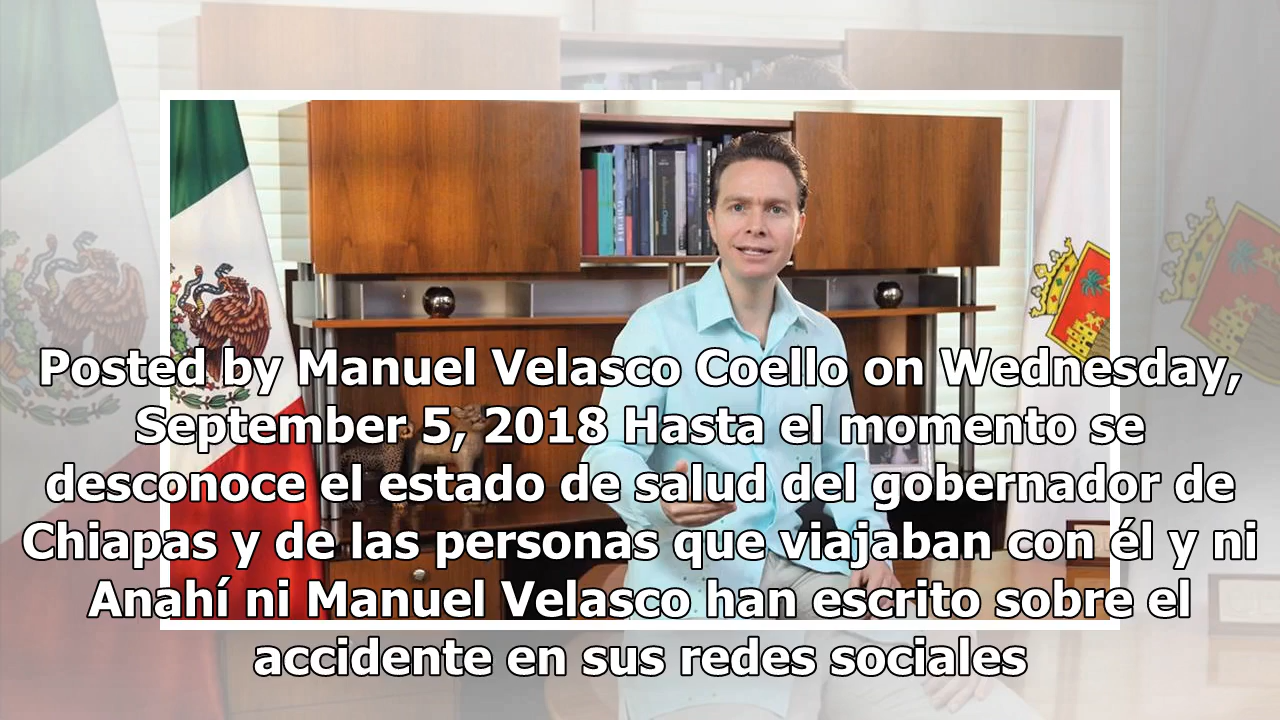 Posted by Manuel Velasco Coello on Wednesday,
September 5, 2018 Hasta el momento se
desconoce el estado de salud del gobernador de
Chiapas y de las personas que viajaban con él y ni
Anahí ni Manuel Velasco han escrito sobre el
accidente en sus redes sociales